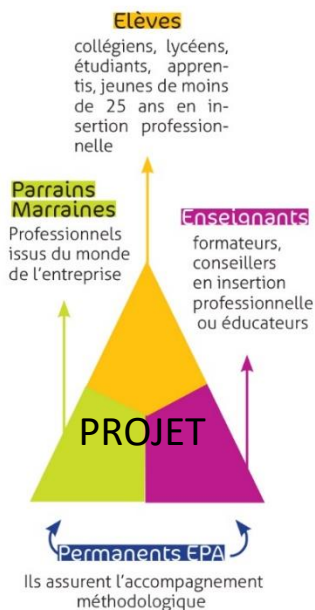 Elèves
collégiens, lycéens,
étudiants, appren-
tis, jeunes de moins
de 25 ans en in-
sertion profession-
nelle
Parrains
Marraines
Professionnels
issus du monde
de l'entreprise
Enseignants
formateurs,
conseillers
en insertion
professionnelle
ou éducateurs
PROJET
Permanents EPA
Ils assurent l'accompagnement
méthodologique